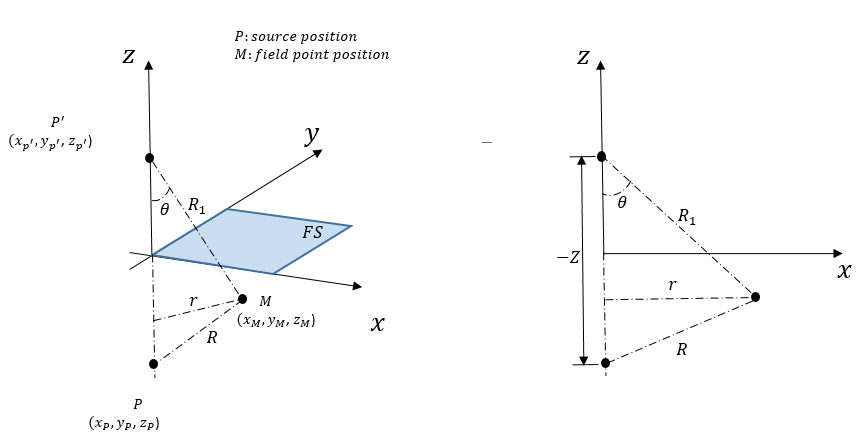 P: source position
M: field point position
Z
P′
(x_{p′}, y_{p′}, z_{p′})
y
θ
R₁
FS
r
M
(x_M, y_M, z_M)
x
R
P
(x_P, y_P, z_P)
–
Z
θ
R₁
−Z
x
r
R